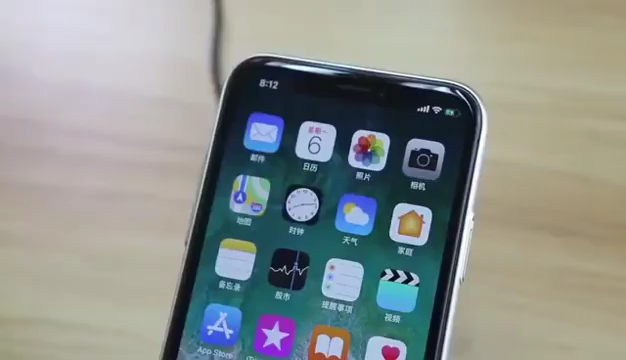 8:12
星期一
6
邮件
日历
照片
相机
地图
时钟
天气
家庭
备忘录
股市
提醒事项
视频
App Store